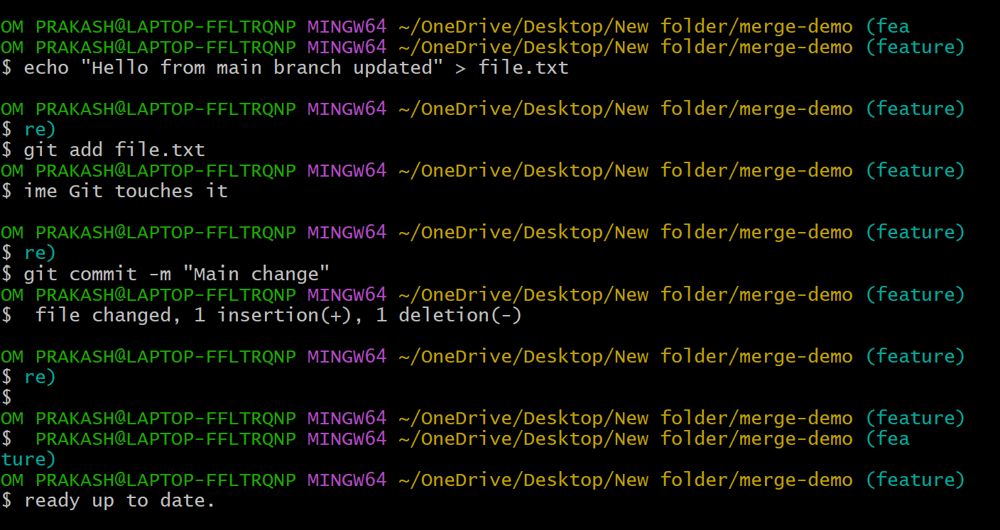 OM PRAKASH@LAPTOP-FFLTRQNP MINGW64 ~/OneDrive/Desktop/New folder/merge-demo (fea
OM PRAKASH@LAPTOP-FFLTRQNP MINGW64 ~/OneDrive/Desktop/New folder/merge-demo (feature)
$ echo "Hello from main branch updated" > file.txt
OM PRAKASH@LAPTOP-FFLTRQNP MINGW64 ~/OneDrive/Desktop/New folder/merge-demo (feature)
$ re)
$ git add file.txt
OM PRAKASH@LAPTOP-FFLTRQNP MINGW64 ~/OneDrive/Desktop/New folder/merge-demo (feature)
$ ime Git touches it
OM PRAKASH@LAPTOP-FFLTRQNP MINGW64 ~/OneDrive/Desktop/New folder/merge-demo (feature)
$ re)
$ git commit -m "Main change"
OM PRAKASH@LAPTOP-FFLTRQNP MINGW64 ~/OneDrive/Desktop/New folder/merge-demo (feature)
$  file changed, 1 insertion(+), 1 deletion(-)
OM PRAKASH@LAPTOP-FFLTRQNP MINGW64 ~/OneDrive/Desktop/New folder/merge-demo (feature)
$ re)
$
OM PRAKASH@LAPTOP-FFLTRQNP MINGW64 ~/OneDrive/Desktop/New folder/merge-demo (feature)
$  PRAKASH@LAPTOP-FFLTRQNP MINGW64 ~/OneDrive/Desktop/New folder/merge-demo (fea
ture)
OM PRAKASH@LAPTOP-FFLTRQNP MINGW64 ~/OneDrive/Desktop/New folder/merge-demo (feature)
$ ready up to date.